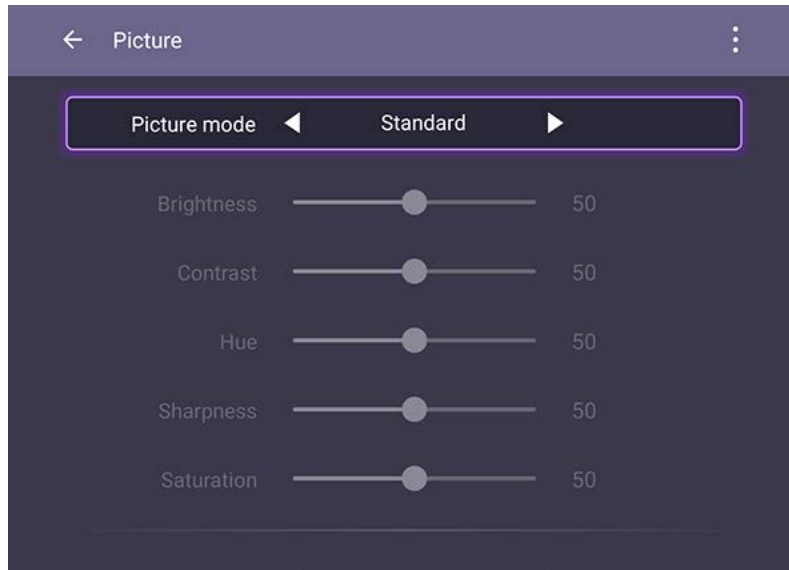 Picture
Picture mode Standard
Brightness 50
Contrast 50
Hue 50
Sharpness 50
Saturation 50